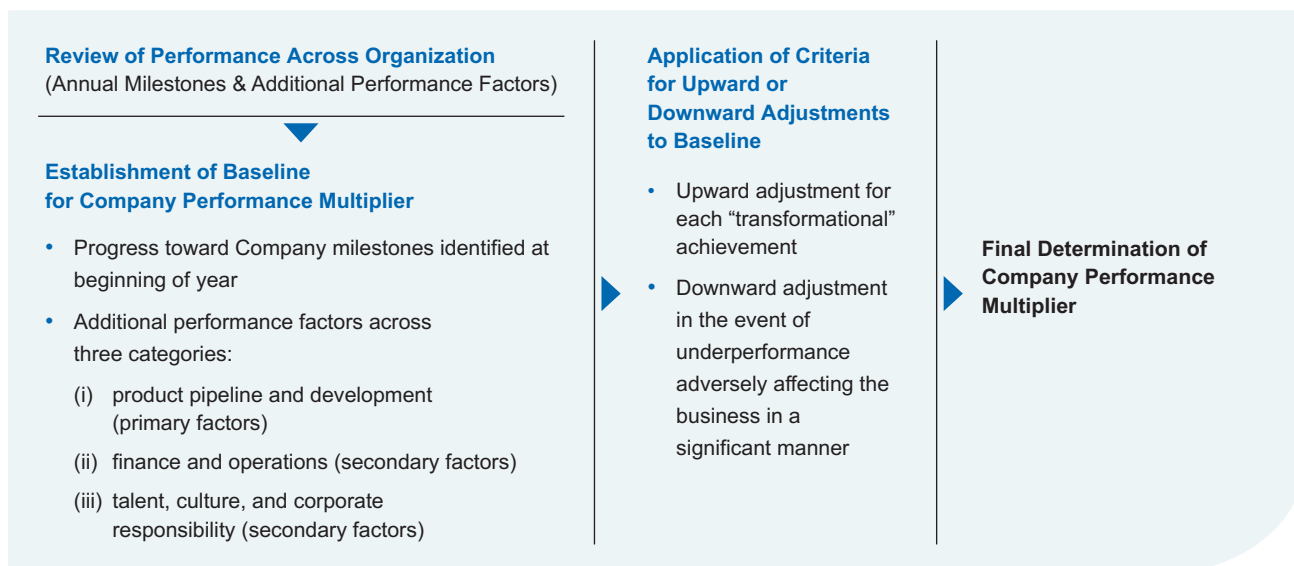 Review of Performance Across Organization
(Annual Milestones & Additional Performance Factors)
Establishment of Baseline
for Company Performance Multiplier
• Progress toward Company milestones identified at
beginning of year
• Additional performance factors across
three categories:
(i) product pipeline and development
(primary factors)
(ii) finance and operations (secondary factors)
(iii) talent, culture, and corporate
responsibility (secondary factors)
Application of Criteria
for Upward or
Downward Adjustments
to Baseline
• Upward adjustment for
each “transformational”
achievement
• Downward adjustment
in the event of
underperformance
adversely affecting the
business in a
significant manner
Final Determination of
Company Performance
Multiplier